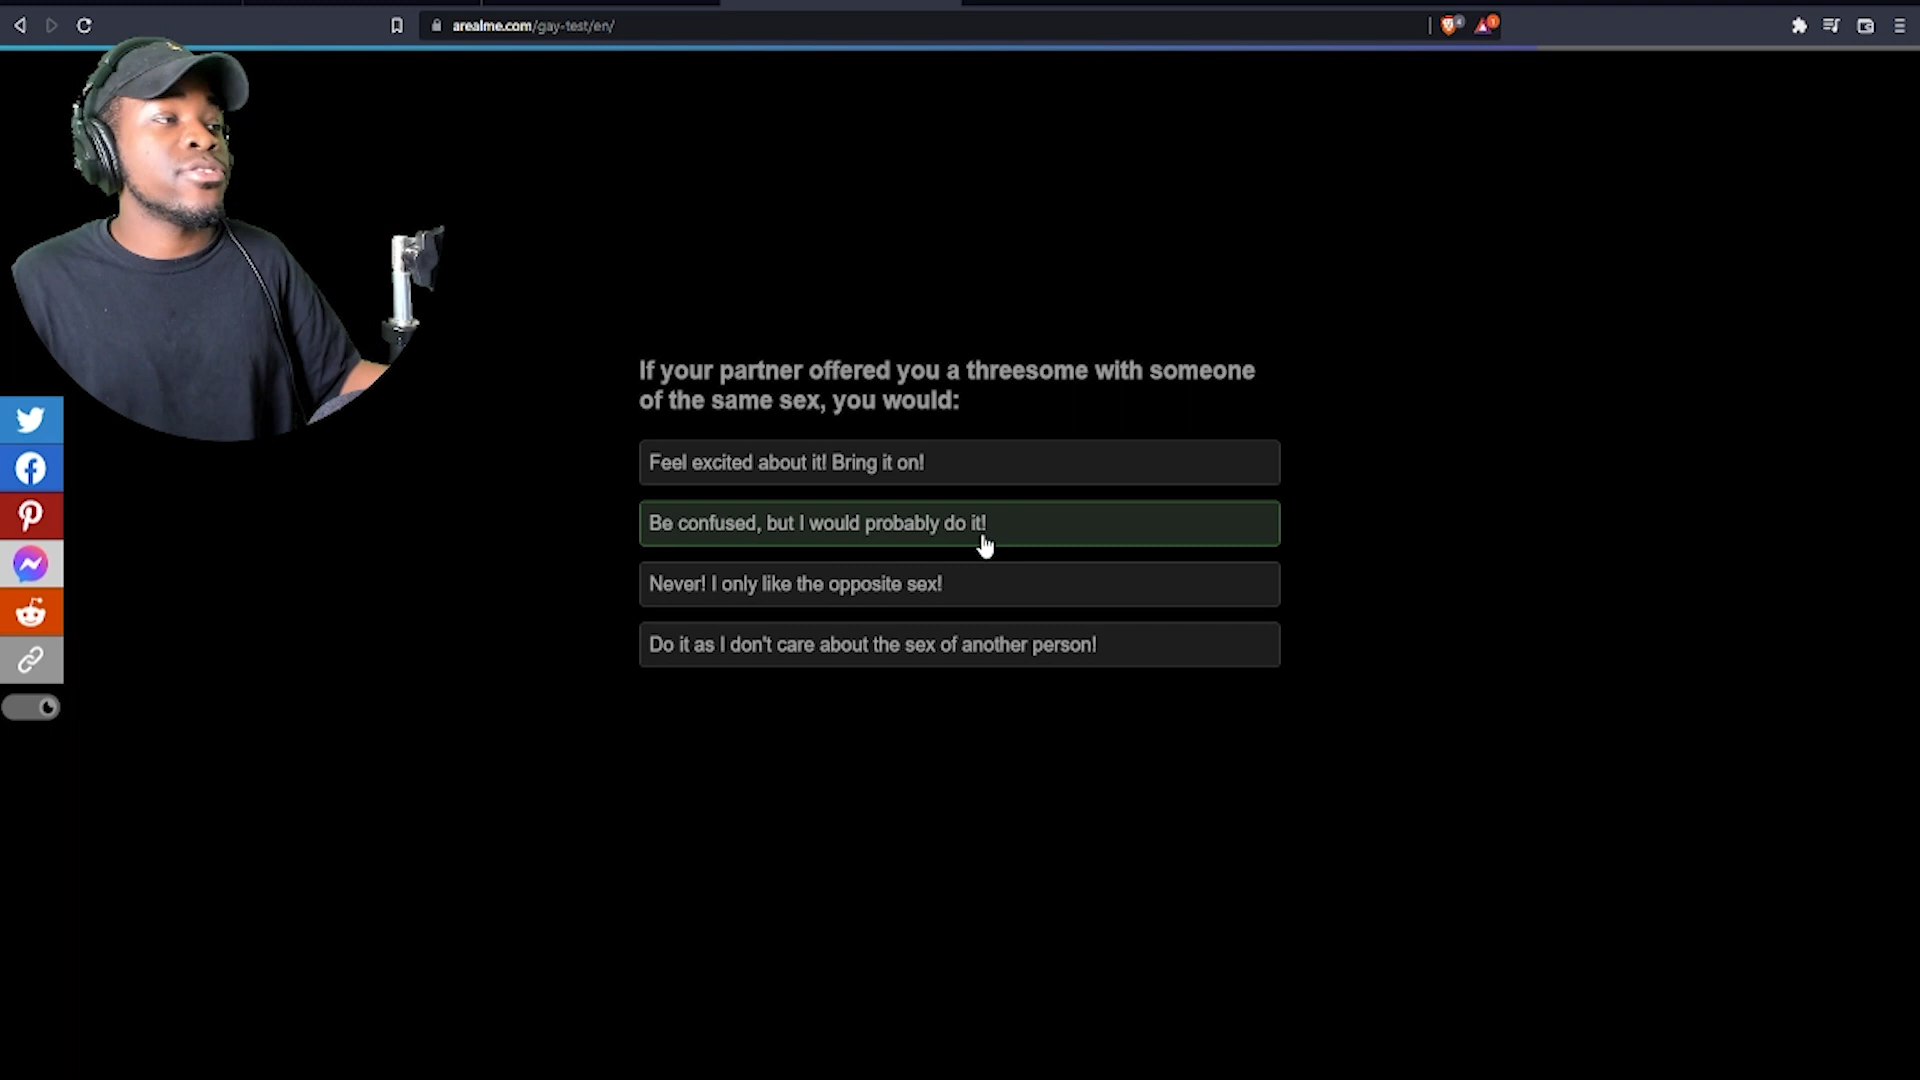 arealme.com/gay-test/en/
4
1
If your partner offered you a threesome with someone
of the same sex, you would:
Feel excited about it! Bring it on!
Be confused, but I would probably do it!
Never! I only like the opposite sex!
Do it as I don't care about the sex of another person!